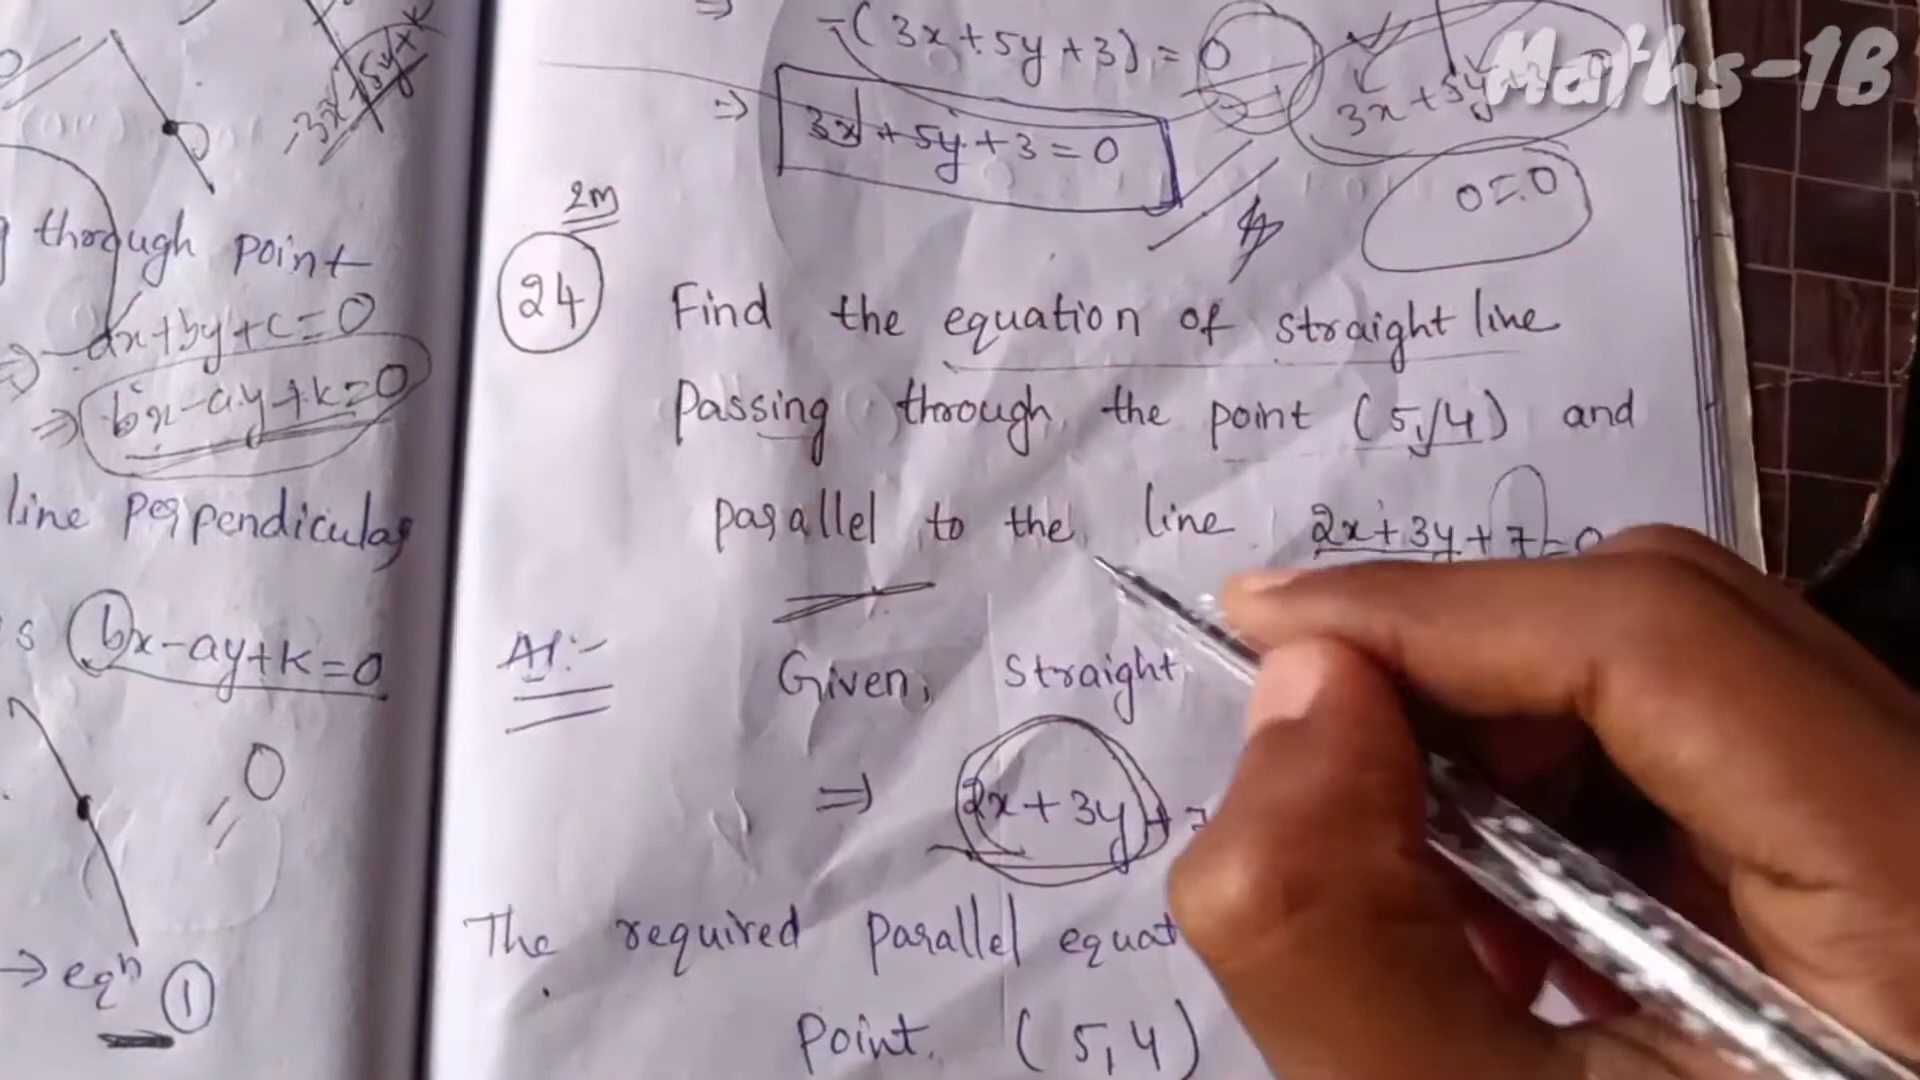 through point
ax+by+c=0
⇒ bx-ay+k=0
line perpendicular
bx-ay+k=0
→ eqⁿ ①
⇒ -(3x+5y+3)=0
⇒ 3x+5y+3=0
0=0
Maths-1B
2m
24 Find the equation of straight line
Passing through the point (5,4) and
parallel to the line 2x+3y+7=0
Given, straight
⇒ 2x+3y+7
The required parallel equat
Point. (5,4)